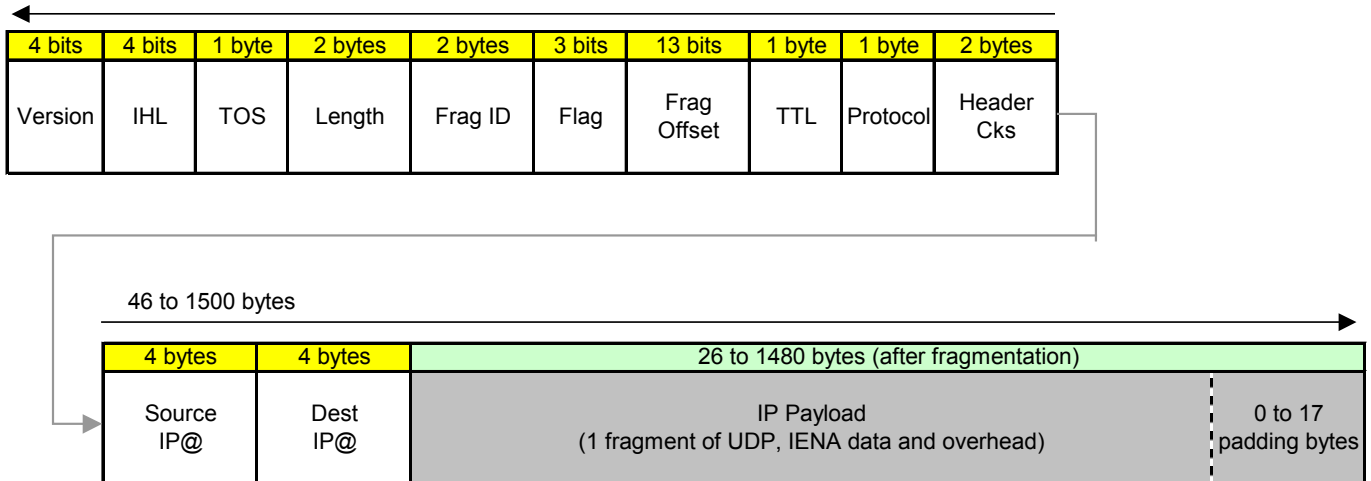 4 bits 4 bits 1 byte 2 bytes 2 bytes 3 bits 13 bits 1 byte 1 byte 2 bytes
Version IHL TOS Length Frag ID Flag Frag Offset TTL Protocol Header Cks
46 to 1500 bytes
4 bytes 4 bytes 26 to 1480 bytes (after fragmentation)
Source IP@ Dest IP@ IP Payload (1 fragment of UDP, IENA data and overhead) 0 to 17 padding bytes